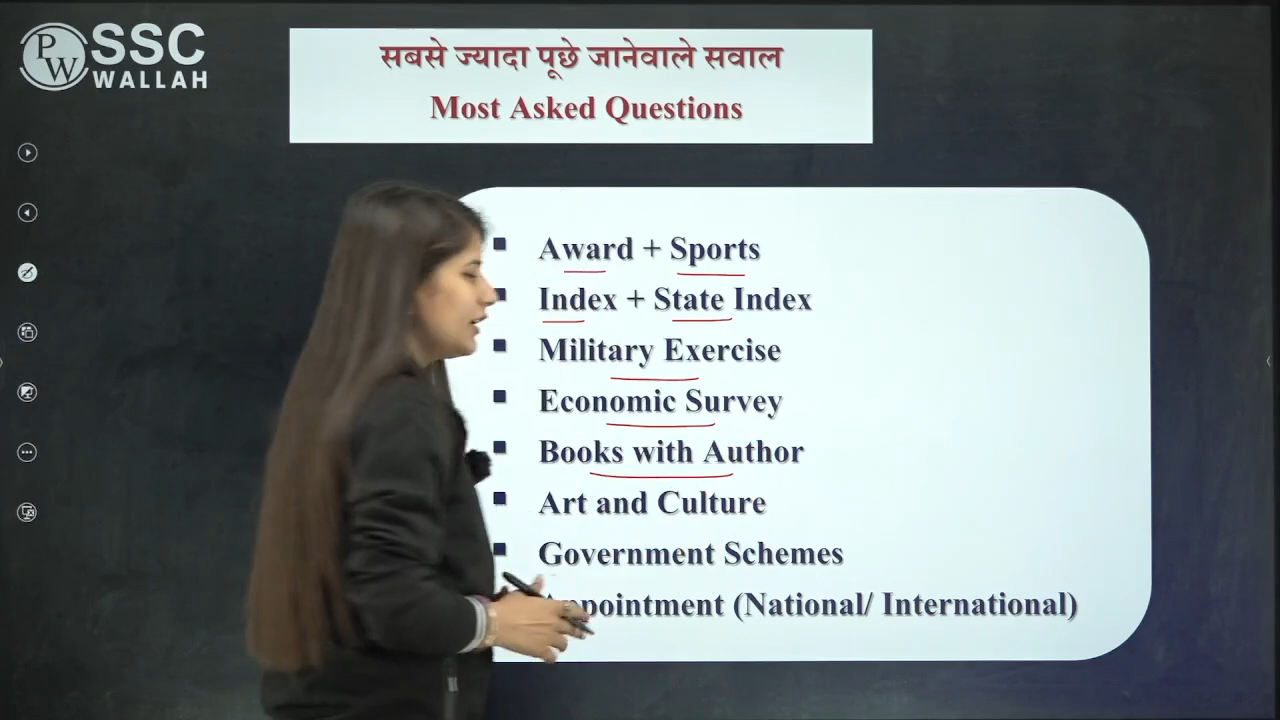 PW SSC
WALLAH
सबसे ज्यादा पूछे जानेवाले सवाल
Most Asked Questions
Award + Sports
Index + State Index
Military Exercise
Economic Survey
Books with Author
Art and Culture
Government Schemes
Appointment (National/ International)